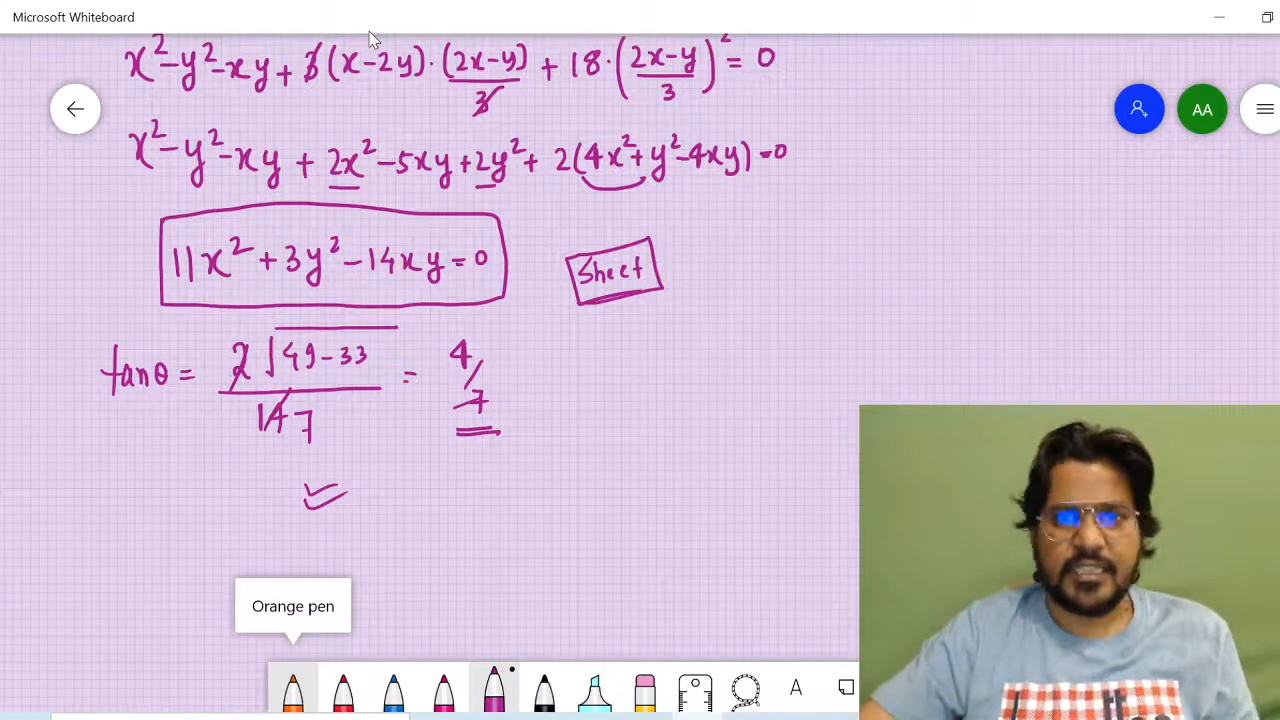 Microsoft Whiteboard
x² - y² - xy + 3(x-2y)·(2x-y)/3 + 18·((2x-y)/3)² = 0
x² - y² - xy + 2x² - 5xy + 2y² + 2(4x² + y² - 4xy) = 0
11x² + 3y² - 14xy = 0
Sheet
tanθ = 2√(49-33)/14 7 = 4/7
AA
Orange pen
A